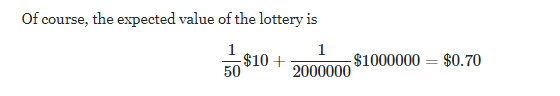 Of course, the expected value of the lottery is
1/50 $10 + 1/2000000 $1000000 = $0.70